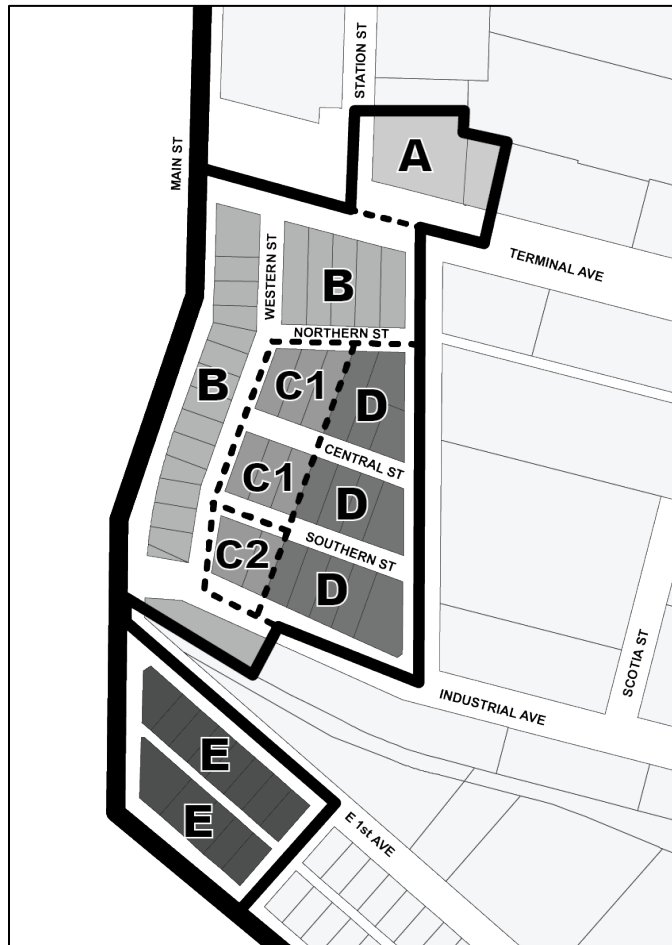 STATION ST
MAIN ST
A
TERMINAL AVE
WESTERN ST
B
NORTHERN ST
B
C1
D
CENTRAL ST
C1
D
SOUTHERN ST
C2
D
SCOTIA ST
INDUSTRIAL AVE
E
E
E 1st AVE